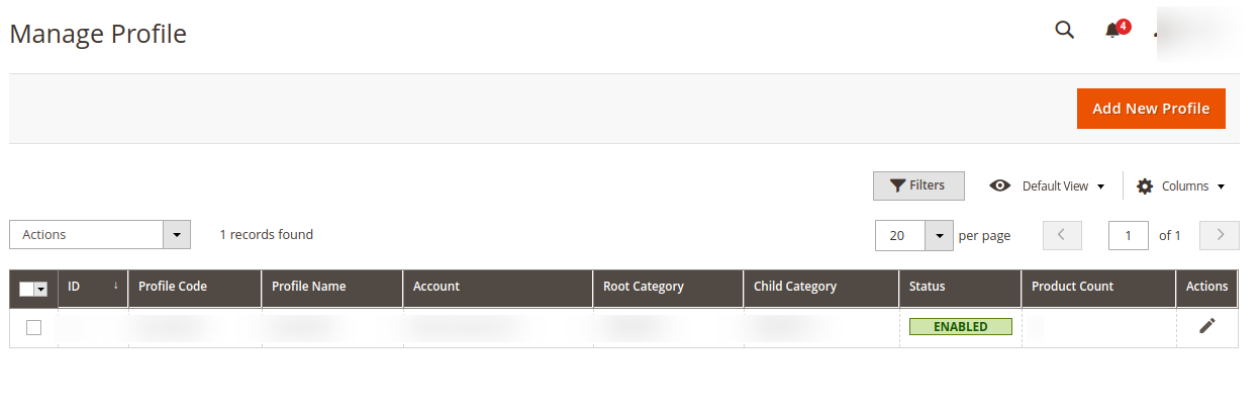 Manage Profile
4
Add New Profile
Filters
Default View
Columns
Actions
1 records found
20
per page
1
of 1
ID ↓ Profile Code Profile Name Account Root Category Child Category Status Product Count Actions
ENABLED